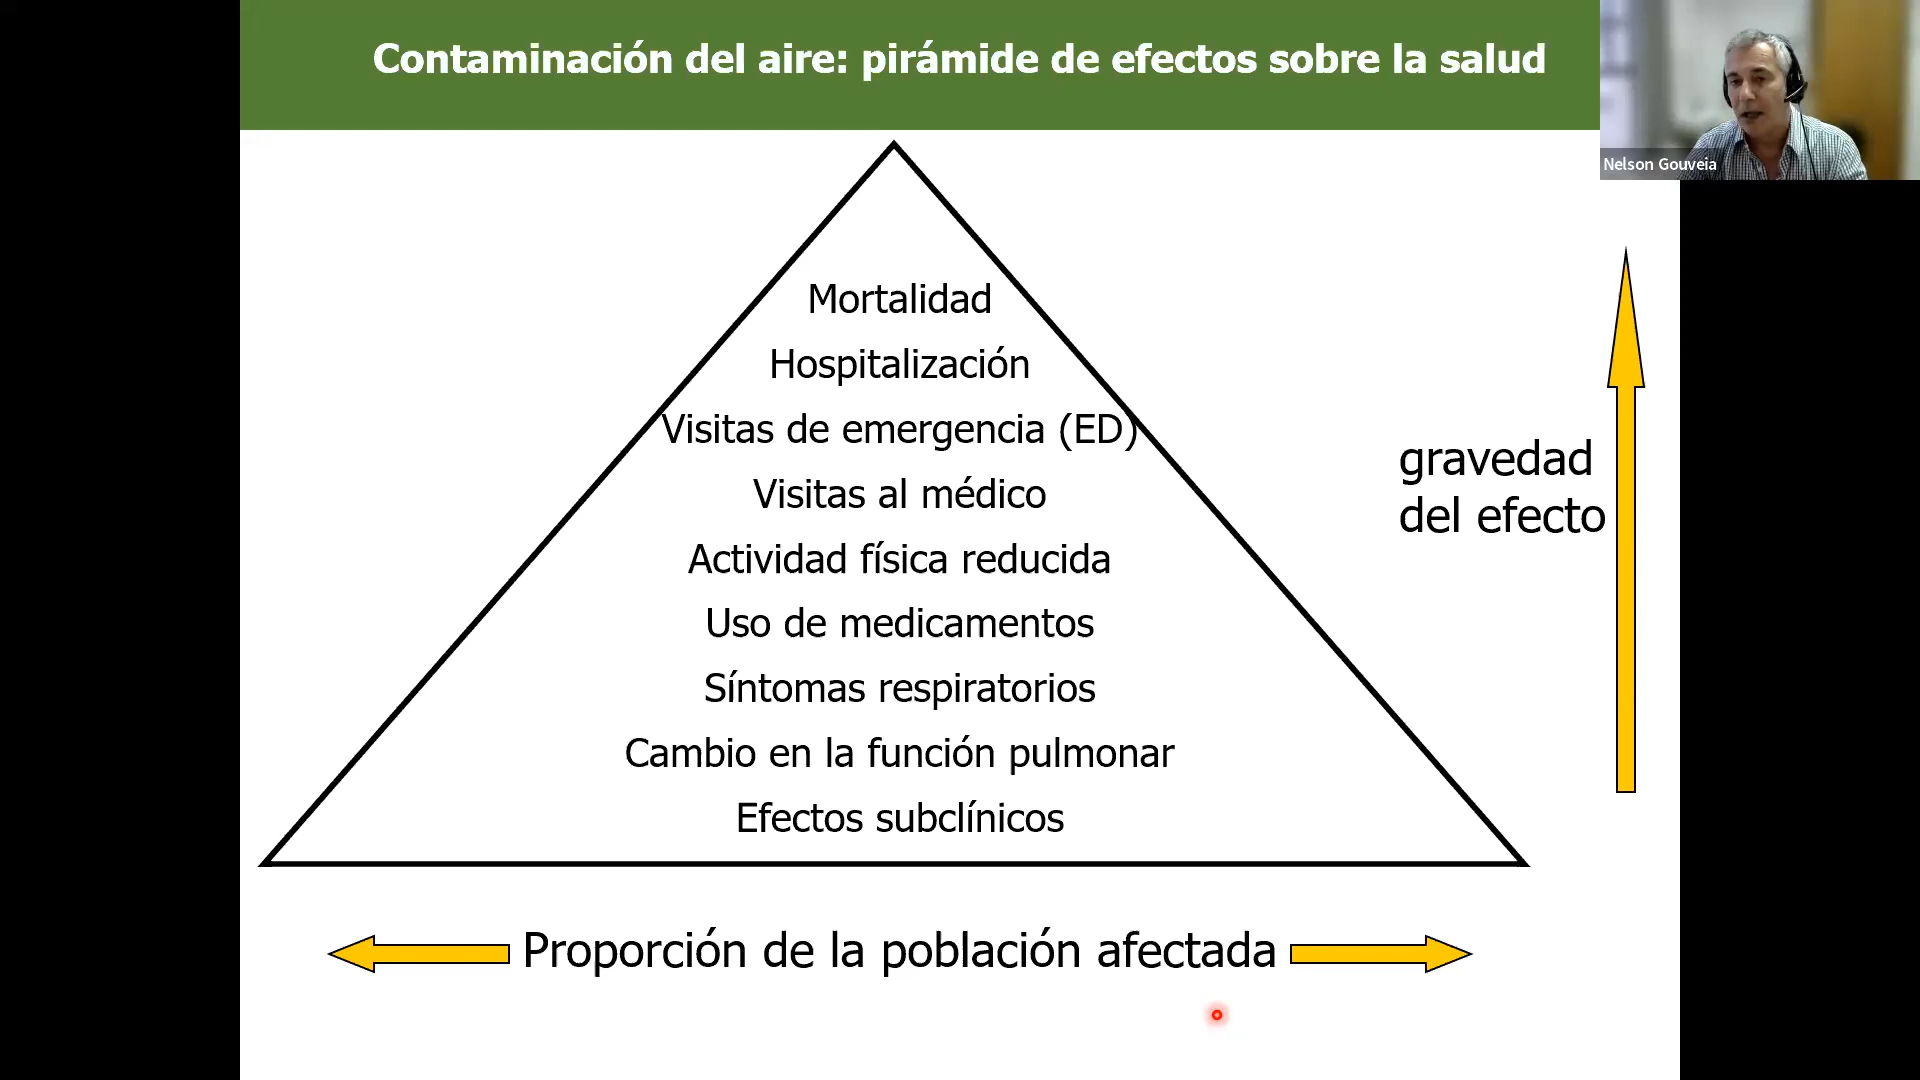 Contaminación del aire: pirámide de efectos sobre la salud
Nelson Gouveia
Mortalidad
Hospitalización
Visitas de emergencia (ED)
Visitas al médico
Actividad física reducida
Uso de medicamentos
Síntomas respiratorios
Cambio en la función pulmonar
Efectos subclínicos
gravedad
del efecto
Proporción de la población afectada